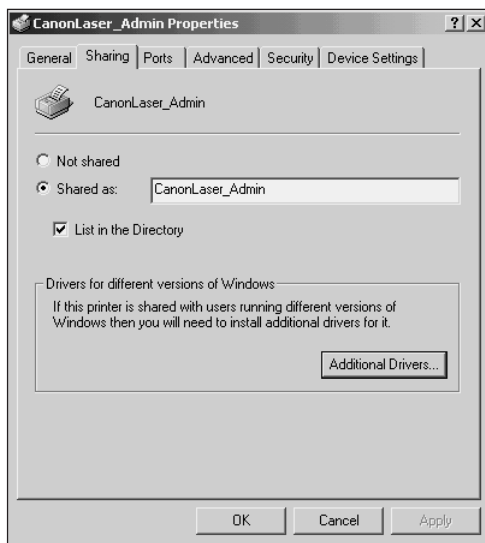 CanonLaser_Admin Properties
General Sharing Ports Advanced Security Device Settings
CanonLaser_Admin
Not shared
Shared as: CanonLaser_Admin
List in the Directory
Drivers for different versions of Windows
If this printer is shared with users running different versions of
Windows then you will need to install additional drivers for it.
Additional Drivers...
OK Cancel Apply